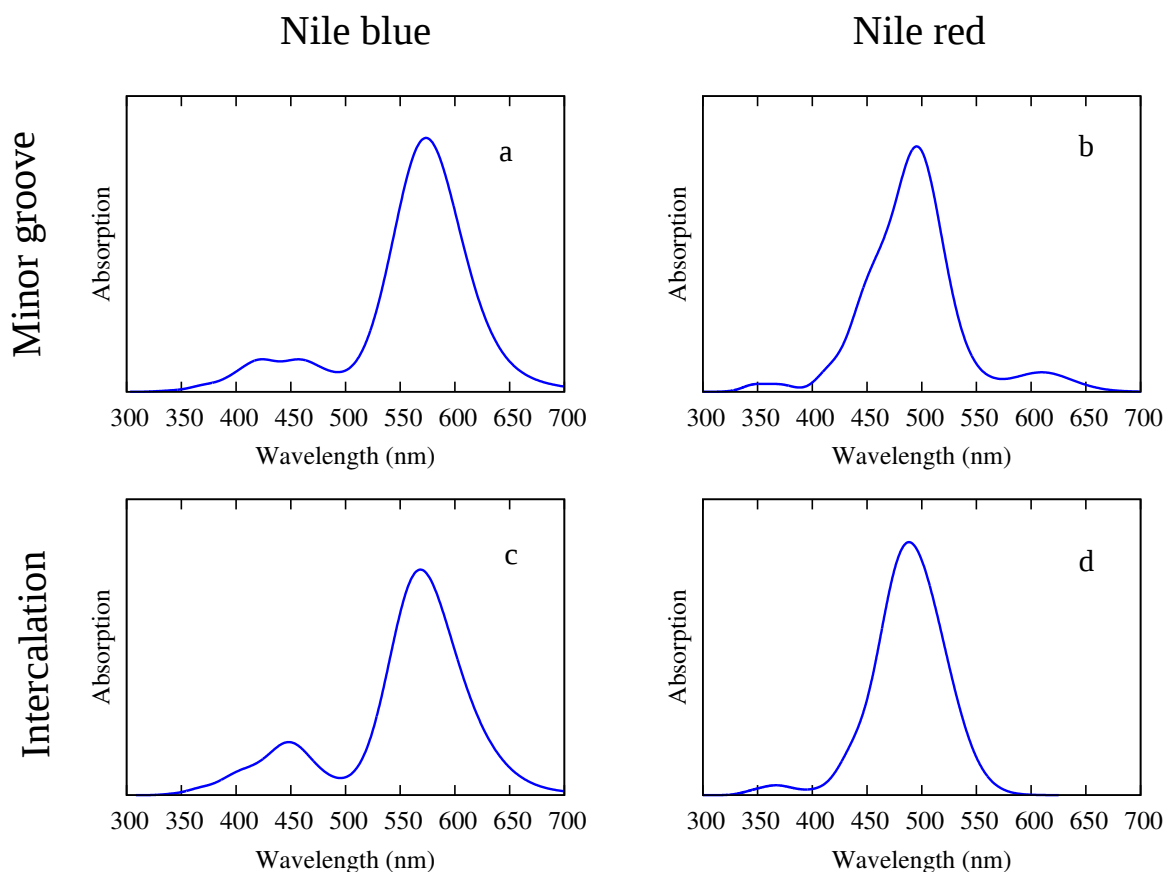 Nile blue
Nile red
Minor groove
Absorption
a
300 350 400 450 500 550 600 650 700
Wavelength (nm)
Absorption
b
300 350 400 450 500 550 600 650 700
Wavelength (nm)
Intercalation
Absorption
c
300 350 400 450 500 550 600 650 700
Wavelength (nm)
Absorption
d
300 350 400 450 500 550 600 650 700
Wavelength (nm)